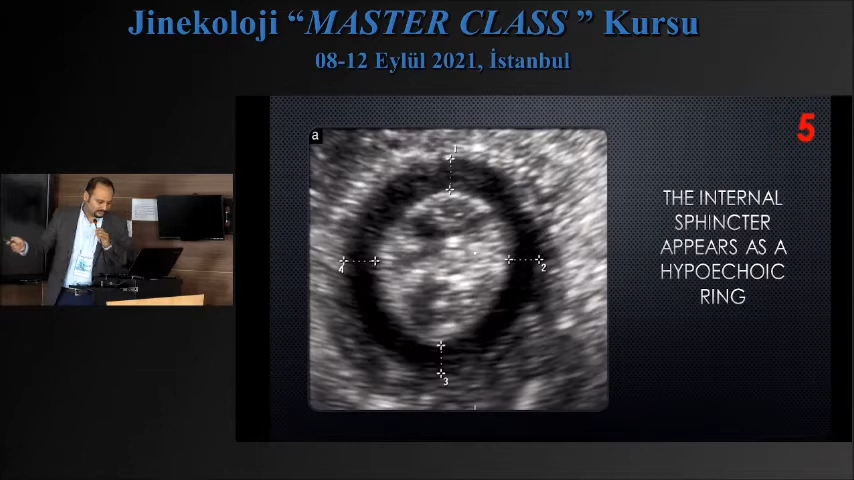 Jinekoloji “MASTER CLASS ” Kursu
08-12 Eylül 2021, İstanbul
5
a
THE INTERNAL
SPHINCTER
APPEARS AS A
HYPOECHOIC
RING
1
2
3
4